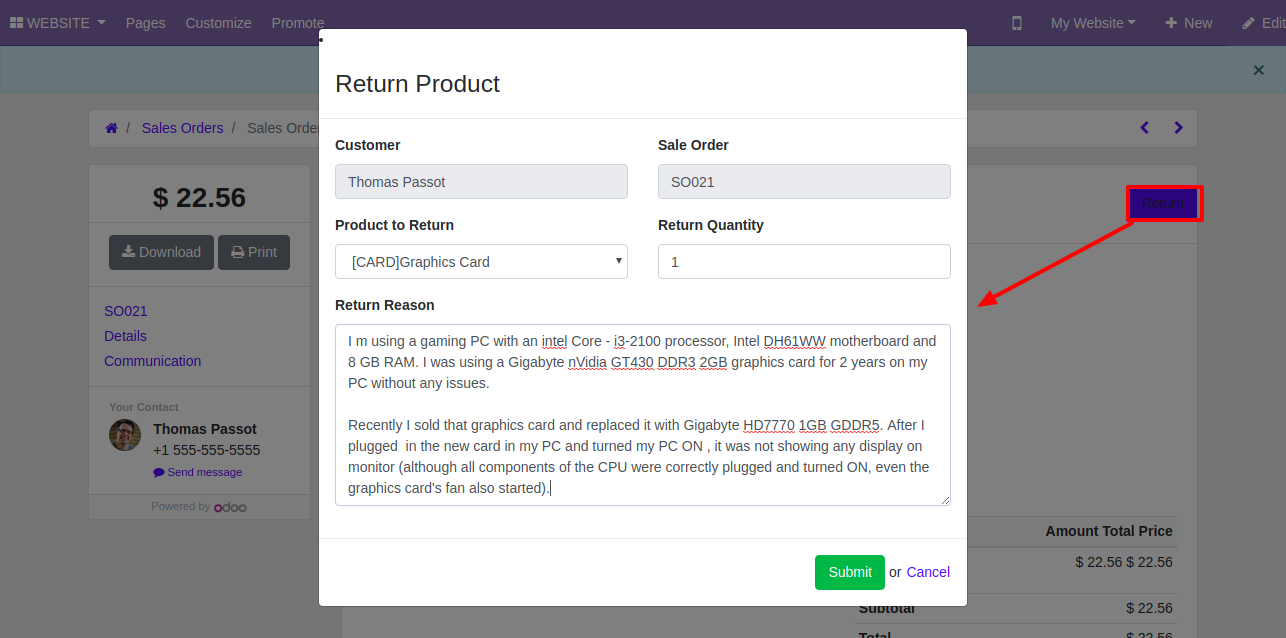 WEBSITE Pages Customize Promote My Website New Edit
Return Product
Sales Orders / Sales Order
Customer Sale Order
Thomas Passot SO021
$ 22.56
Return
Product to Return Return Quantity
Download Print
[CARD]Graphics Card 1
Return Reason
SO021
Details
Communication
I m using a gaming PC with an intel Core - i3-2100 processor, Intel DH61WW motherboard and
8 GB RAM. I was using a Gigabyte nVidia GT430 DDR3 2GB graphics card for 2 years on my
PC without any issues.
Recently I sold that graphics card and replaced it with Gigabyte HD7770 1GB GDDR5. After I
plugged in the new card in my PC and turned my PC ON , it was not showing any display on
monitor (although all components of the CPU were correctly plugged and turned ON, even the
graphics card's fan also started).
Your Contact
Thomas Passot
+1 555-555-5555
Send message
Powered by odoo
Amount Total Price
$ 22.56 $ 22.56
Submit or Cancel
Subtotal $ 22.56
Total $ 22.56